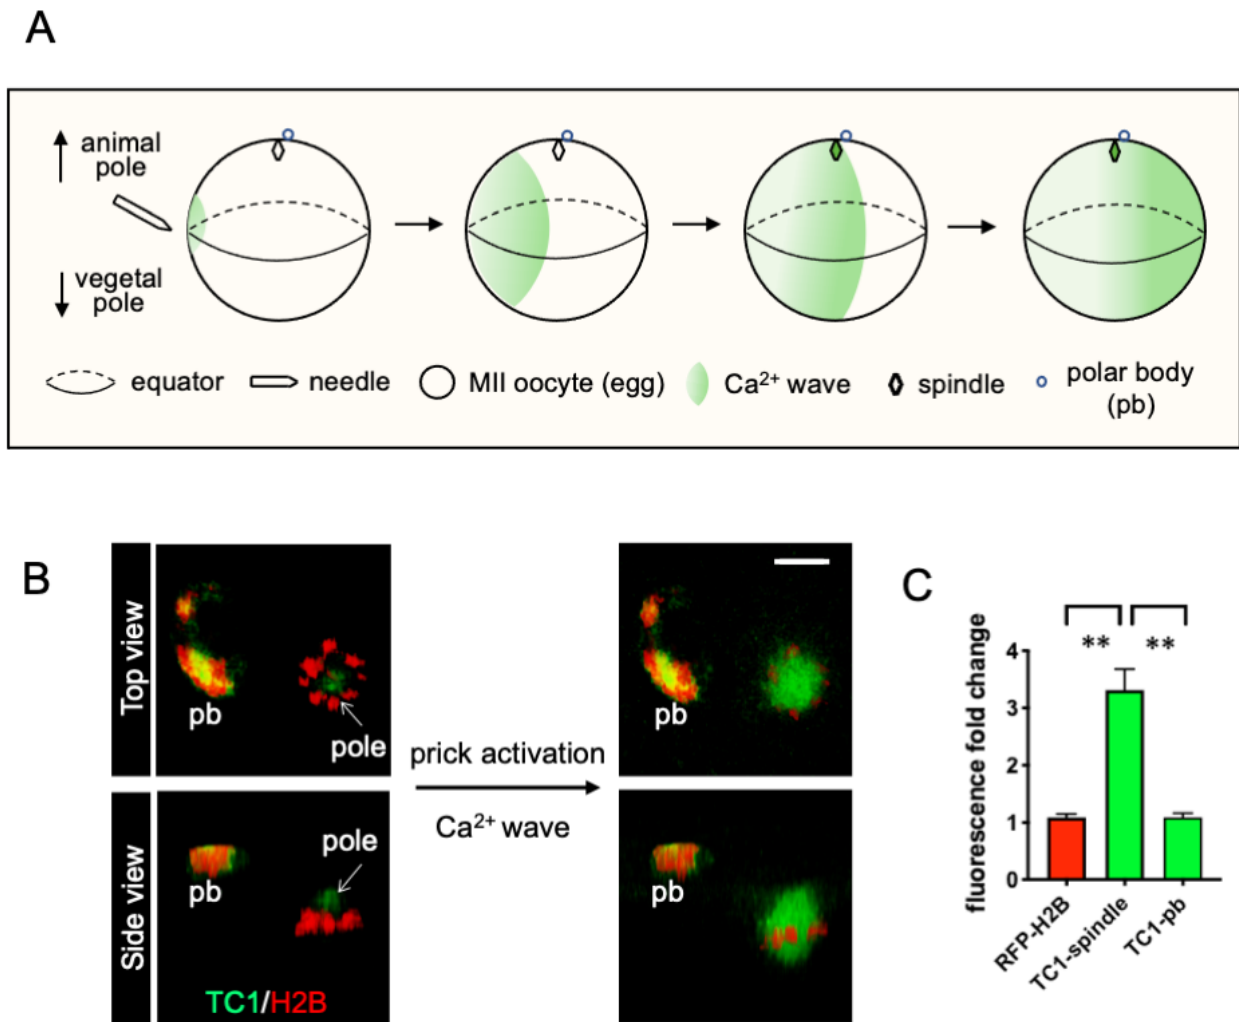 A
animal
pole
vegetal
pole
equator
needle
MII oocyte (egg)
Ca²⁺ wave
spindle
polar body
(pb)
B
Top view
pb
pole
prick activation
Ca²⁺ wave
pb
Side view
pole
pb
TC1/H2B
pb
C
fluorescence fold change
4
3
2
1
0
**
**
RFP-H2B
TC1-spindle
TC1-pb